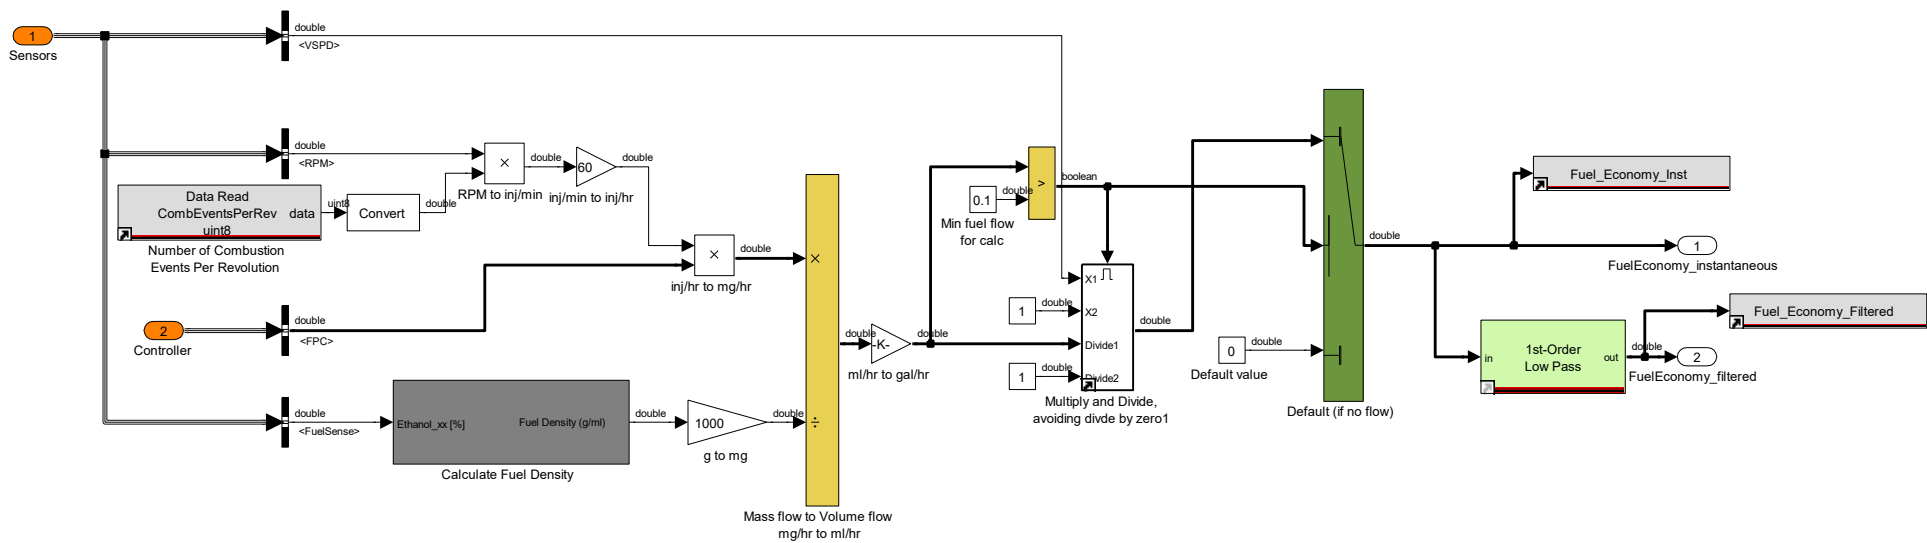 1
Sensors
double
<VSPD>
double
<RPM>
Data Read
CombEventsPerRev
data
uint8
Number of Combustion
Events Per Revolution
uint8
Convert
double
×
RPM to inj/min
double
60
inj/min to inj/hr
double
×
inj/hr to mg/hr
double
2
Controller
double
<FPC>
double
<FuelSense>
Ethanol_xx [%]
Fuel Density (g/ml)
Calculate Fuel Density
double
1000
g to mg
double
×
÷
Mass flow to Volume flow
mg/hr to ml/hr
double
-K-
ml/hr to gal/hr
double
0.1
double
Min fuel flow
for calc
>
boolean
1
double
1
double
X1
X2
Divide1
Divide2
Multiply and Divide,
avoiding divde by zero1
double
0
double
Default value
Default (if no flow)
double
Fuel_Economy_Inst
1
FuelEconomy_instantaneous
in
1st-Order
Low Pass
out
double
Fuel_Economy_Filtered
2
FuelEconomy_filtered